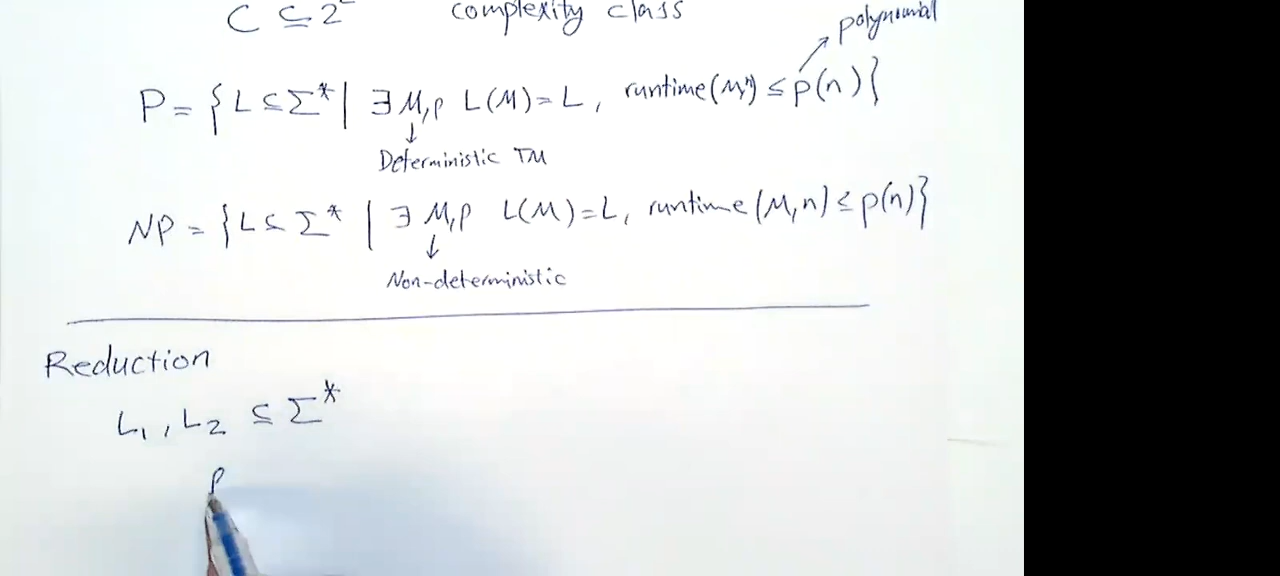 C ⊆ 2 complexity class
polynomial
P = { L ⊆ Σ* | ∃ M,p L(M) = L, runtime(M,n) ≤ p(n) }
Deterministic TM
NP = { L ⊆ Σ* | ∃ M,p L(M) = L, runtime(M,n) ≤ p(n) }
Non-deterministic
Reduction
L₁, L₂ ⊆ Σ*